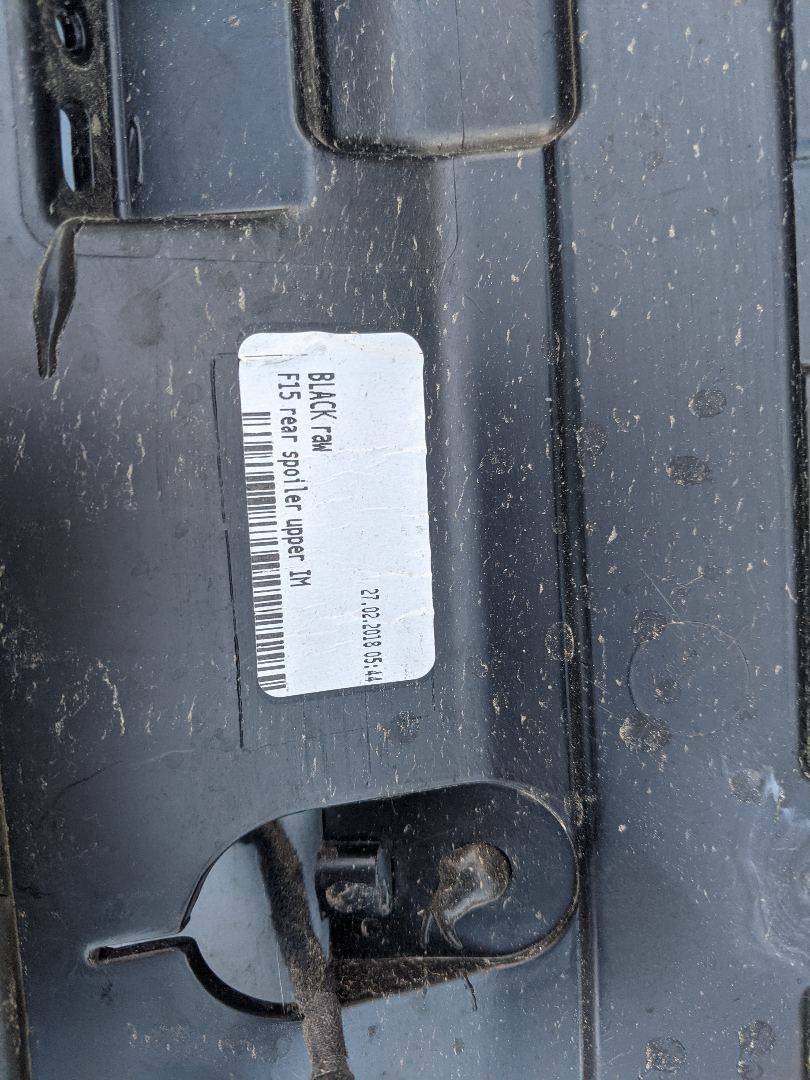 BLACK raw
F15 rear spoiler upper IM
27.02.2018 05:44